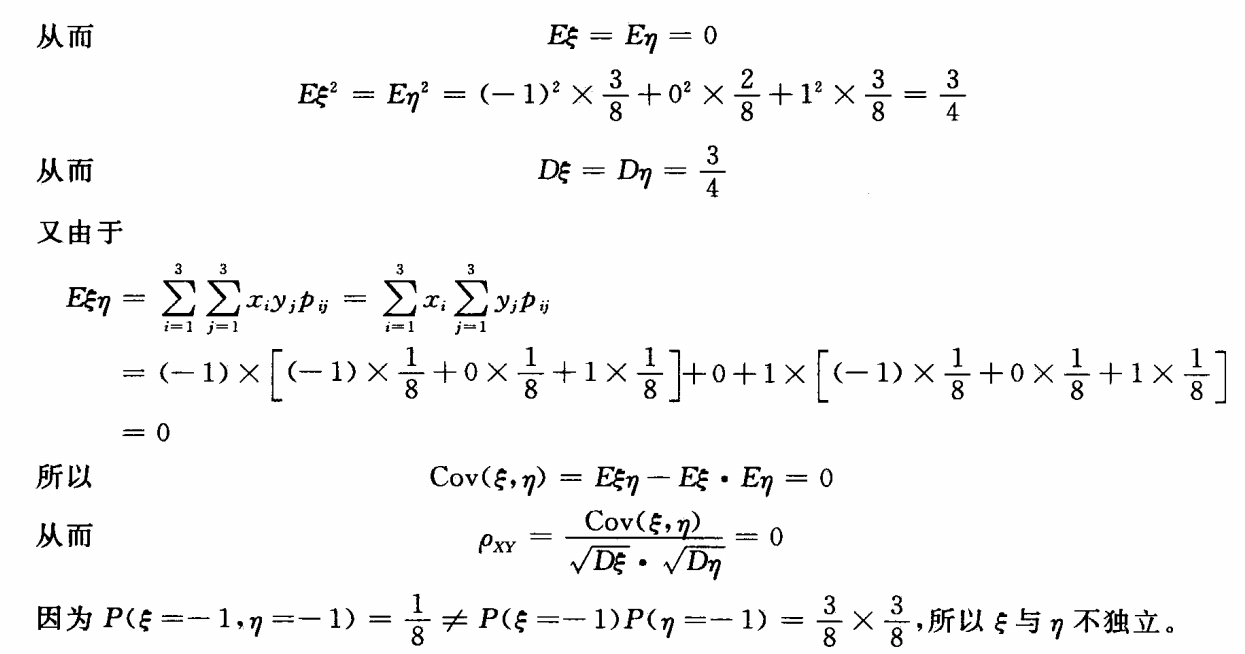 从而 Eξ = Eη = 0
Eξ² = Eη² = (−1)² × 3/8 + 0² × 2/8 + 1² × 3/8 = 3/4
从而 Dξ = Dη = 3/4
又由于
Eξη = ∑_{i=1}^{3} ∑_{j=1}^{3} x_i y_j p_{ij} = ∑_{i=1}^{3} x_i ∑_{j=1}^{3} y_j p_{ij}
= (−1) × [(−1) × 1/8 + 0 × 1/8 + 1 × 1/8] + 0 + 1 × [(−1) × 1/8 + 0 × 1/8 + 1 × 1/8]
= 0
所以 Cov(ξ,η) = Eξη − Eξ · Eη = 0
从而 ρ_{XY} = Cov(ξ,η) / (√Dξ · √Dη) = 0
因为 P(ξ=−1,η=−1) = 1/8 ≠ P(ξ=−1)P(η=−1) = 3/8 × 3/8,所以 ξ 与 η 不独立。